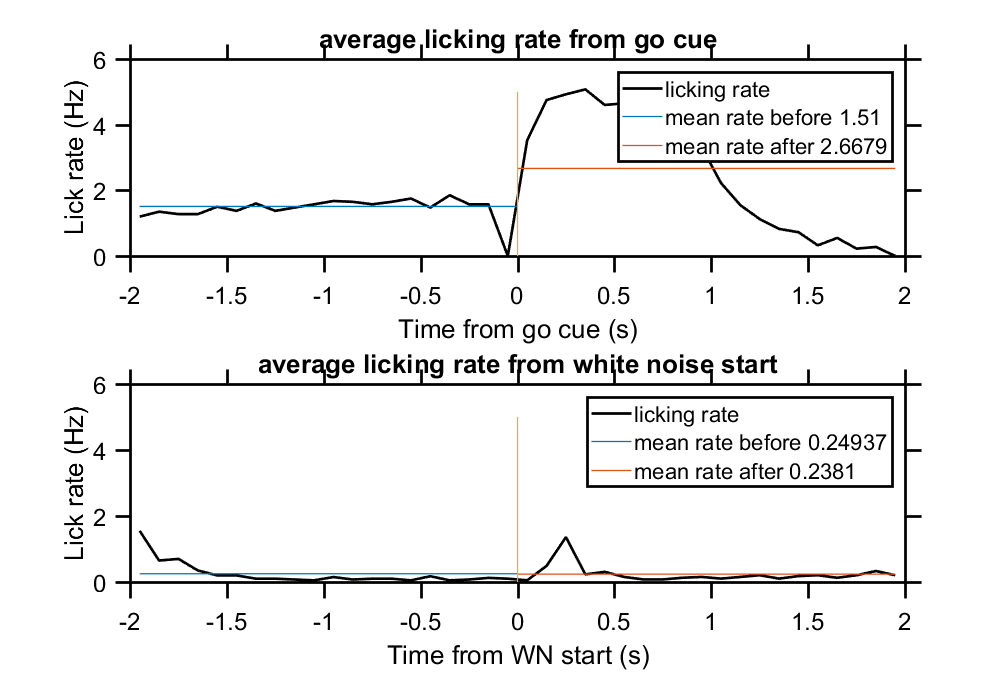 average licking rate from go cue
6
4
2
0
Lick rate (Hz)
licking rate
mean rate before 1.51
mean rate after 2.6679
-2 -1.5 -1 -0.5 0 0.5 1 1.5 2
Time from go cue (s)
average licking rate from white noise start
6
4
2
0
Lick rate (Hz)
licking rate
mean rate before 0.24937
mean rate after 0.2381
-2 -1.5 -1 -0.5 0 0.5 1 1.5 2
Time from WN start (s)